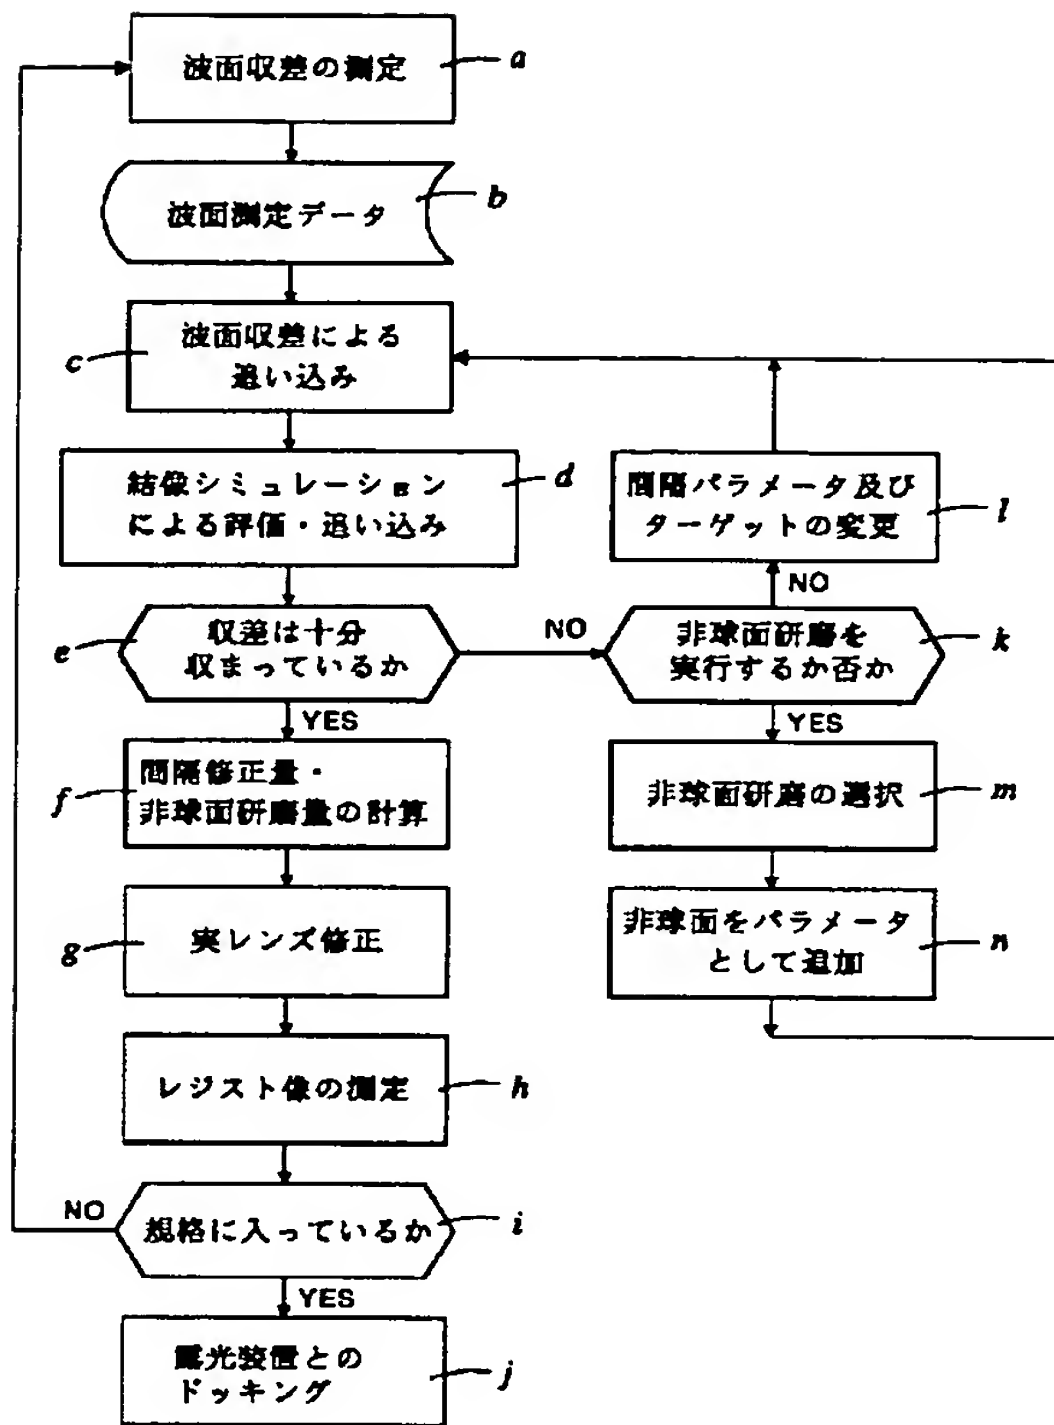 波面収差の測定
a
波面測定データ
b
波面収差による
追い込み
c
結像シミュレーション
による評価・追い込み
d
間隔パラメータ及び
ターゲットの変更
l
NO
収差は十分
収まっているか
e
NO
非球面研磨を
実行するか否か
k
YES
YES
間隔修正量・
非球面研磨量の計算
f
非球面研磨の選択
m
実レンズ修正
g
非球面をパラメータ
として追加
n
レジスト像の測定
h
NO
規格に入っているか
i
YES
露光装置との
ドッキング
j